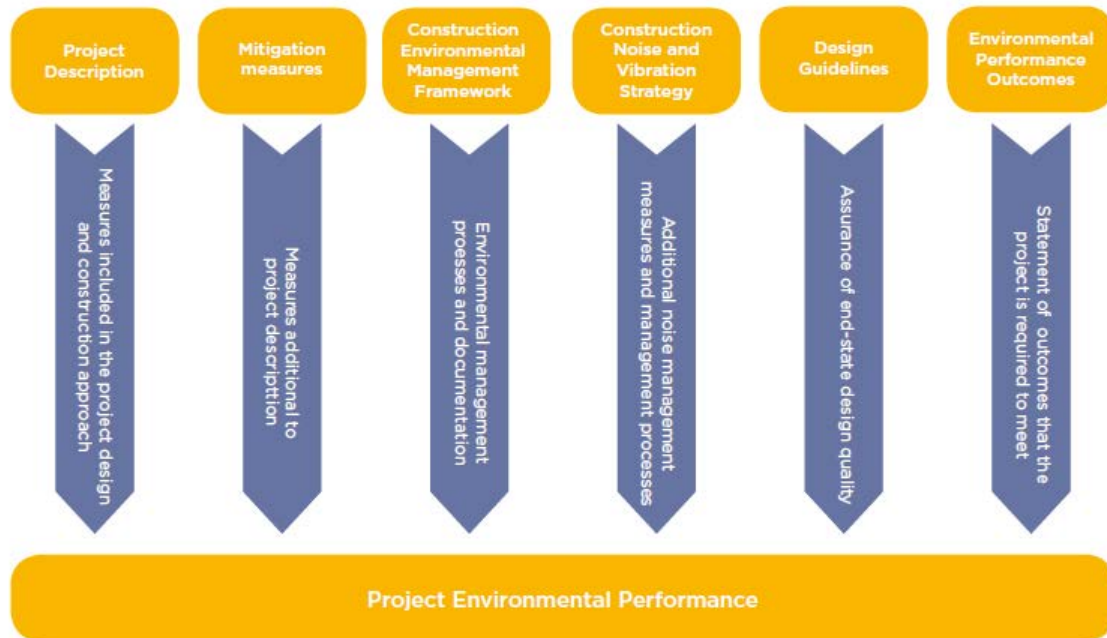 Project
Description
Mitigation
measures
Construction
Environmental
Management
Framework
Construction
Noise and
Vibration
Strategy
Design
Guidelines
Environmental
Performance
Outcomes
Measures included in the project design
and construction approach
Measures additional to
project descripttion
Environmental management
proesses and documentation
Additional noise management
measures and management processes
Assurance of end-state design quality
Statement of outcomes that the
project is required to meet
Project Environmental Performance